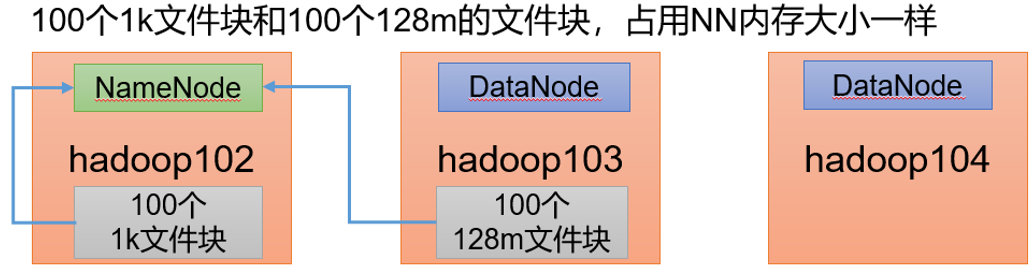 100个1k文件块和100个128m的文件块，占用NN内存大小一样
NameNode
DataNode
DataNode
hadoop102
hadoop103
hadoop104
100个
1k文件块
100个
128m文件块